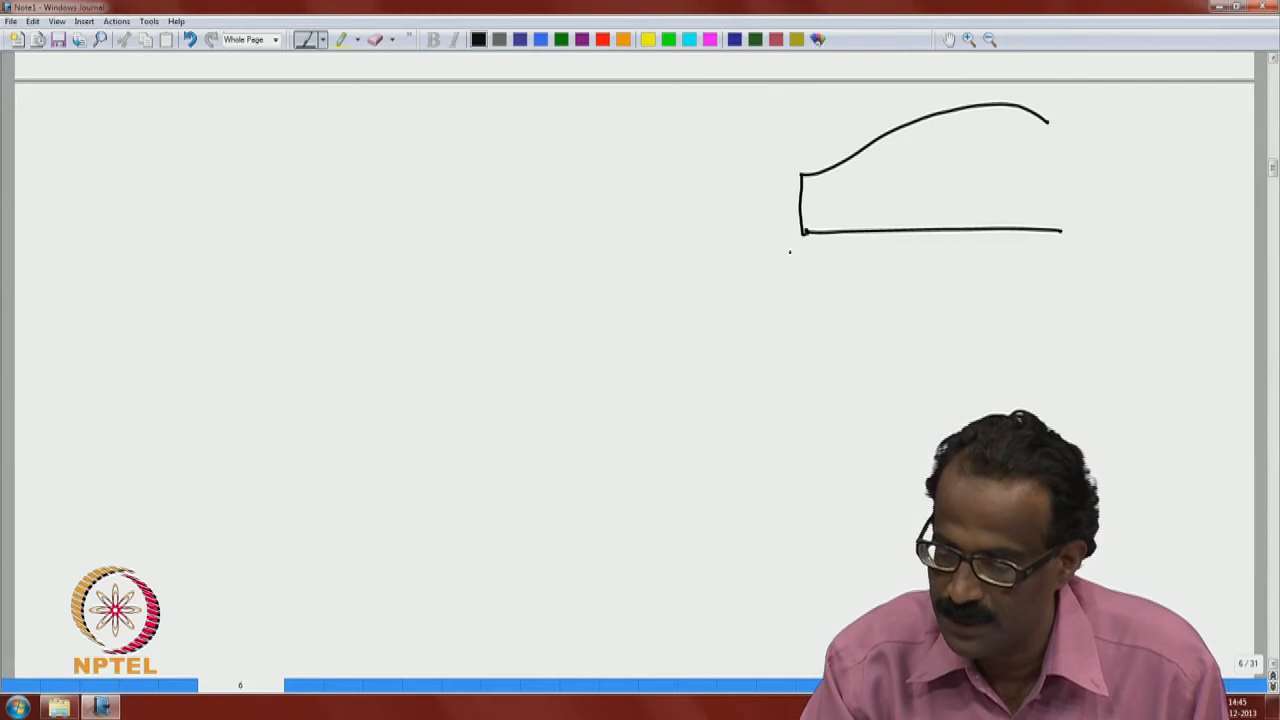 Note1 - Windows Journal
File Edit View Insert Actions Tools Help
Whole Page
B I
NPTEL
6 / 31
6
14:45
12-2013